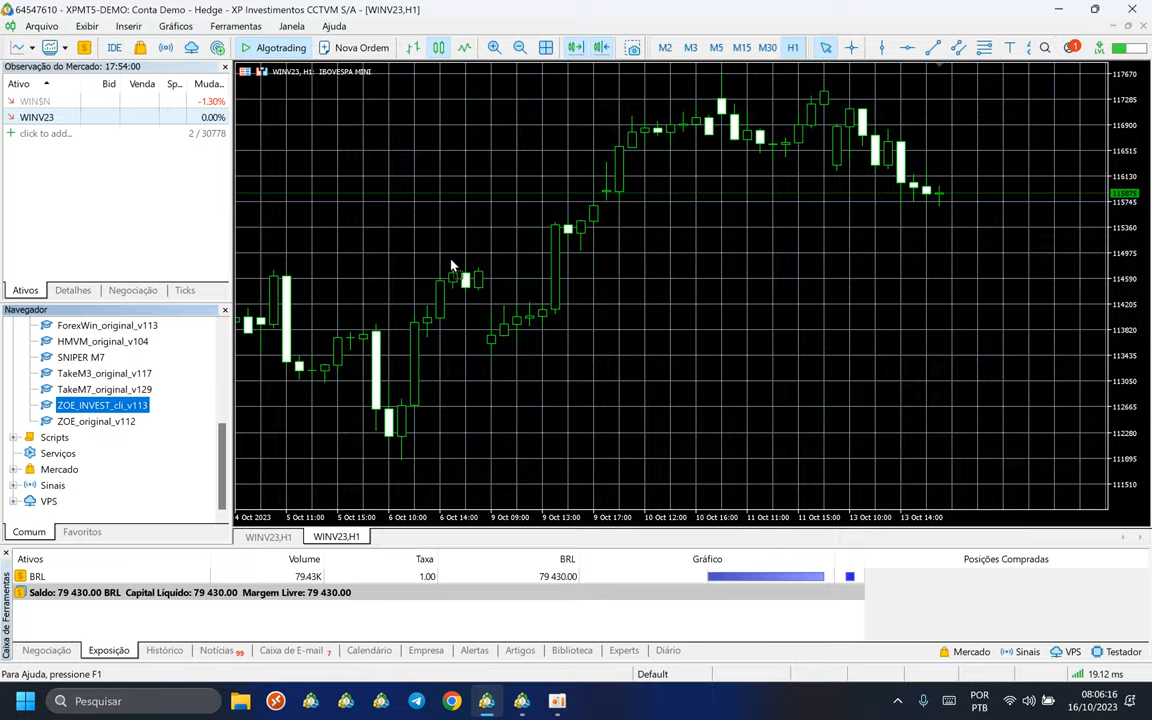 64547610 - XPMT5-DEMO: Conta Demo - Hedge - XP Investimentos CCTVM S/A - [WINV23,H1]
Arquivo Exibir Inserir Gráficos Ferramentas Janela Ajuda
IDE Algotrading Nova Ordem M2 M3 M5 M15 M30 H1 T 1 LVL
Observação do Mercado: 17:54:00
Ativo Bid Venda Sp... Muda...
WIN$N -1.30%
WINV23 0.00%
click to add... 2 / 30778
Ativos Detalhes Negociação Ticks
Navegador
ForexWin_original_v113
HMVM_original_v104
SNIPER M7
TakeM3_original_v117
TakeM7_original_v129
ZOE_INVEST_cli_v113
ZOE_original_v112
Scripts
Serviços
Mercado
Sinais
VPS
Comum Favoritos
WINV23, H1: IBOVESPA MINI
117670
117285
116900
116515
116130
115875
115745
115360
114975
114590
114205
113820
113435
113050
112665
112280
111895
111510
4 Oct 2023 5 Oct 11:00 5 Oct 15:00 6 Oct 10:00 6 Oct 14:00 9 Oct 09:00 9 Oct 13:00 9 Oct 17:00 10 Oct 12:00 10 Oct 16:00 11 Oct 11:00 11 Oct 15:00 13 Oct 10:00 13 Oct 14:00
WINV23,H1 WINV23,H1
Ativos Volume Taxa BRL Gráfico Posições Compradas
BRL 79.43K 1.00 79 430.00
Saldo: 79 430.00 BRL Capital Líquido: 79 430.00 Margem Livre: 79 430.00
Caixa de Ferramentas
Negociação Exposição Histórico Notícias 99 Caixa de E-mail 7 Calendário Empresa Alertas Artigos Biblioteca Experts Diário Mercado Sinais VPS Testador
Para Ajuda, pressione F1 Default 19.12 ms
Pesquisar POR PTB 08:06:16 16/10/2023